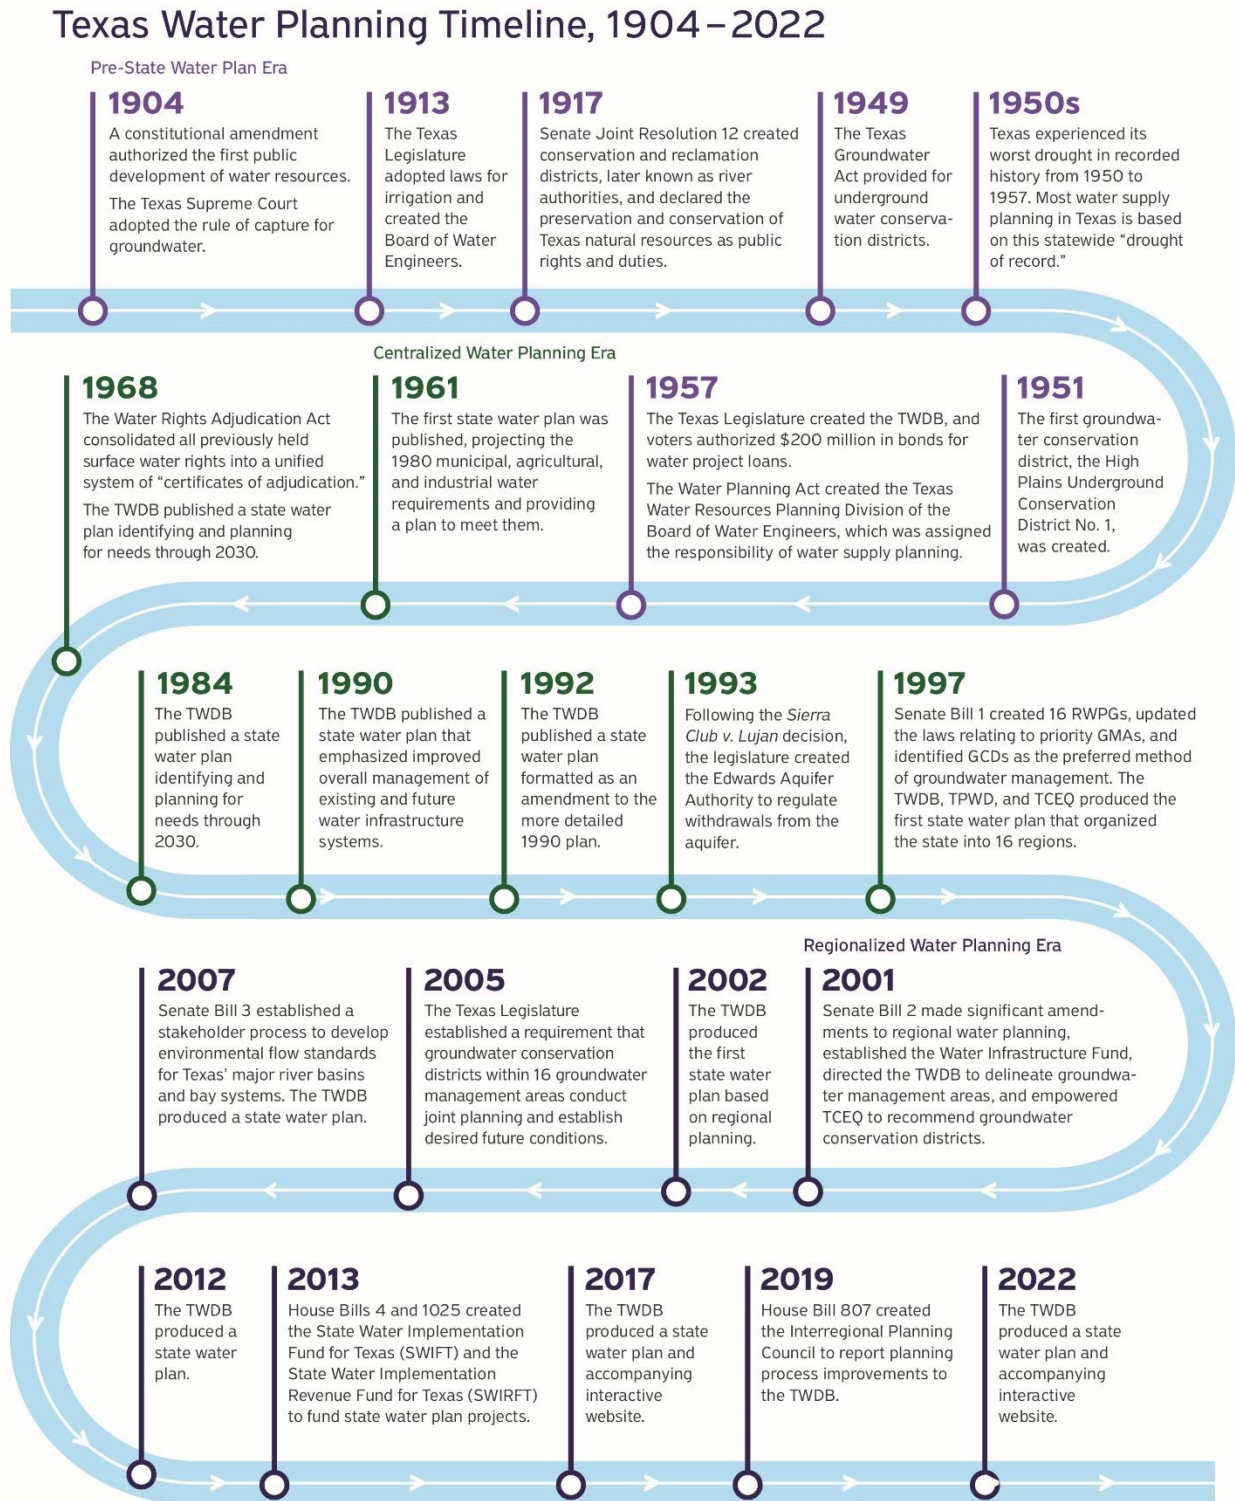 Texas Water Planning Timeline, 1904–2022
Pre-State Water Plan Era
1904
A constitutional amendment
authorized the first public
development of water resources.
The Texas Supreme Court
adopted the rule of capture for
groundwater.
1913
The Texas
Legislature
adopted laws for
irrigation and
created the
Board of Water
Engineers.
1917
Senate Joint Resolution 12 created
conservation and reclamation
districts, later known as river
authorities, and declared the
preservation and conservation of
Texas natural resources as public
rights and duties.
1949
The Texas
Groundwater
Act provided for
underground
water conserva-
tion districts.
1950s
Texas experienced its
worst drought in recorded
history from 1950 to
1957. Most water supply
planning in Texas is based
on this statewide “drought
of record.”
1951
The first groundwa-
ter conservation
district, the High
Plains Underground
Conservation
District No. 1,
was created.
1957
The Texas Legislature created the TWDB, and
voters authorized $200 million in bonds for
water project loans.
The Water Planning Act created the Texas
Water Resources Planning Division of the
Board of Water Engineers, which was assigned
the responsibility of water supply planning.
Centralized Water Planning Era
1961
The first state water plan was
published, projecting the
1980 municipal, agricultural,
and industrial water
requirements and providing
a plan to meet them.
1968
The Water Rights Adjudication Act
consolidated all previously held
surface water rights into a unified
system of “certificates of adjudication.”
The TWDB published a state water
plan identifying and planning
for needs through 2030.
1984
The TWDB
published a state
water plan
identifying and
planning for
needs through
2030.
1990
The TWDB published a
state water plan that
emphasized improved
overall management of
existing and future
water infrastructure
systems.
1992
The TWDB
published a state
water plan
formatted as an
amendment to the
more detailed
1990 plan.
1993
Following the Sierra
Club v. Lujan decision,
the legislature created
the Edwards Aquifer
Authority to regulate
withdrawals from the
aquifer.
1997
Senate Bill 1 created 16 RWPGs, updated
the laws relating to priority GMAs, and
identified GCDs as the preferred method
of groundwater management. The
TWDB, TPWD, and TCEQ produced the
first state water plan that organized
the state into 16 regions.
Regionalized Water Planning Era
2001
Senate Bill 2 made significant amend-
ments to regional water planning,
established the Water Infrastructure Fund,
directed the TWDB to delineate groundwa-
ter management areas, and empowered
TCEQ to recommend groundwater
conservation districts.
2002
The TWDB
produced
the first
state water
plan based
on regional
planning.
2005
The Texas Legislature
established a requirement that
groundwater conservation
districts within 16 groundwater
management areas conduct
joint planning and establish
desired future conditions.
2007
Senate Bill 3 established a
stakeholder process to develop
environmental flow standards
for Texas’ major river basins
and bay systems. The TWDB
produced a state water plan.
2012
The TWDB
produced a
state water
plan.
2013
House Bills 4 and 1025 created
the State Water Implementation
Fund for Texas (SWIFT) and the
State Water Implementation
Revenue Fund for Texas (SWIRFT)
to fund state water plan projects.
2017
The TWDB
produced a state
water plan and
accompanying
interactive
website.
2019
House Bill 807 created
the Interregional Planning
Council to report planning
process improvements to
the TWDB.
2022
The TWDB
produced a state
water plan and
accompanying
interactive
website.